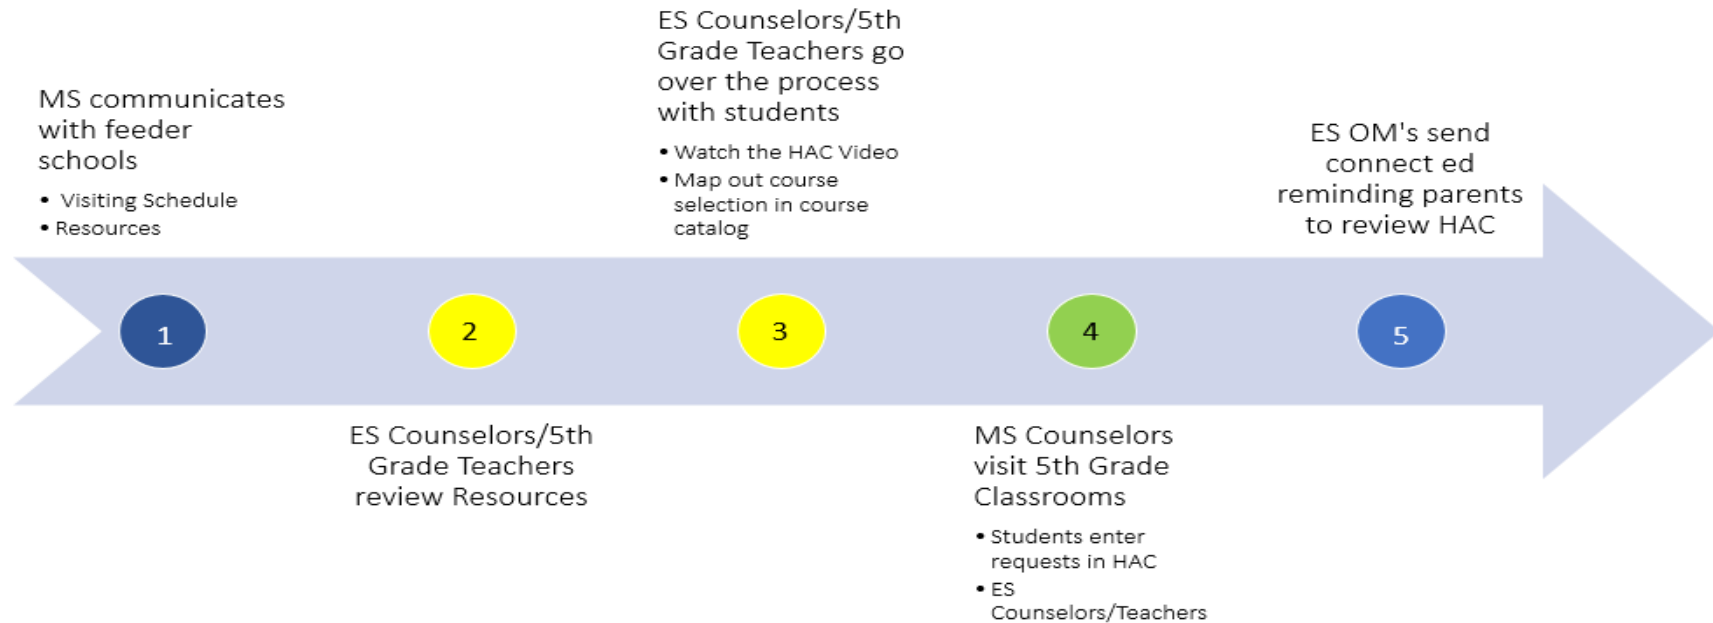 MS communicates
with feeder
schools
• Visiting Schedule
• Resources
1
ES Counselors/5th
Grade Teachers
review Resources
2
ES Counselors/5th
Grade Teachers go
over the process
with students
• Watch the HAC Video
• Map out course
selection in course
catalog
3
MS Counselors
visit 5th Grade
Classrooms
• Students enter
requests in HAC
• ES
Counselors/Teachers
4
ES OM's send
connect ed
reminding parents
to review HAC
5